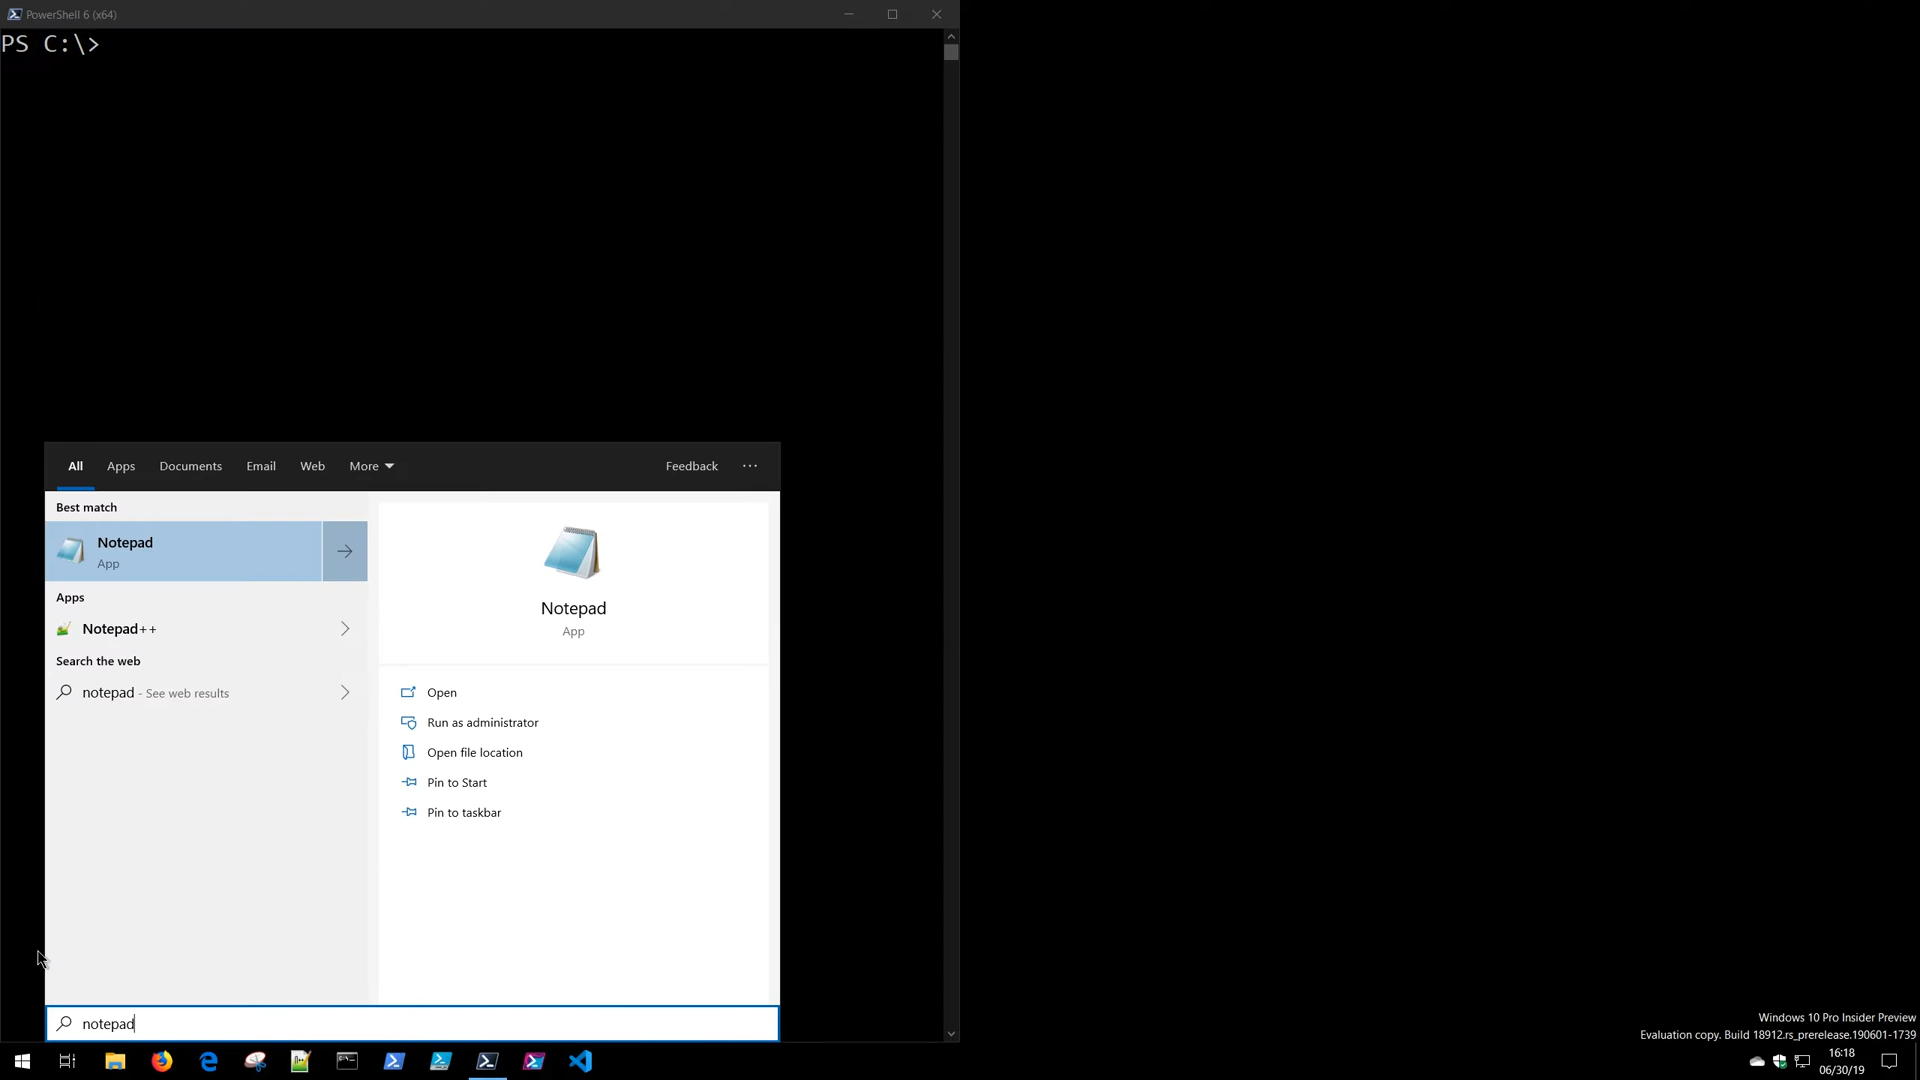 PowerShell 6 (x64)
PS C:\>
All Apps Documents Email Web More Feedback ...
Best match
Notepad
App
Apps
Notepad++
Search the web
notepad - See web results
Notepad
App
Open
Run as administrator
Open file location
Pin to Start
Pin to taskbar
notepad
Windows 10 Pro Insider Preview
Evaluation copy. Build 18912.rs_prerelease.190601-1739
16:18
06/30/19